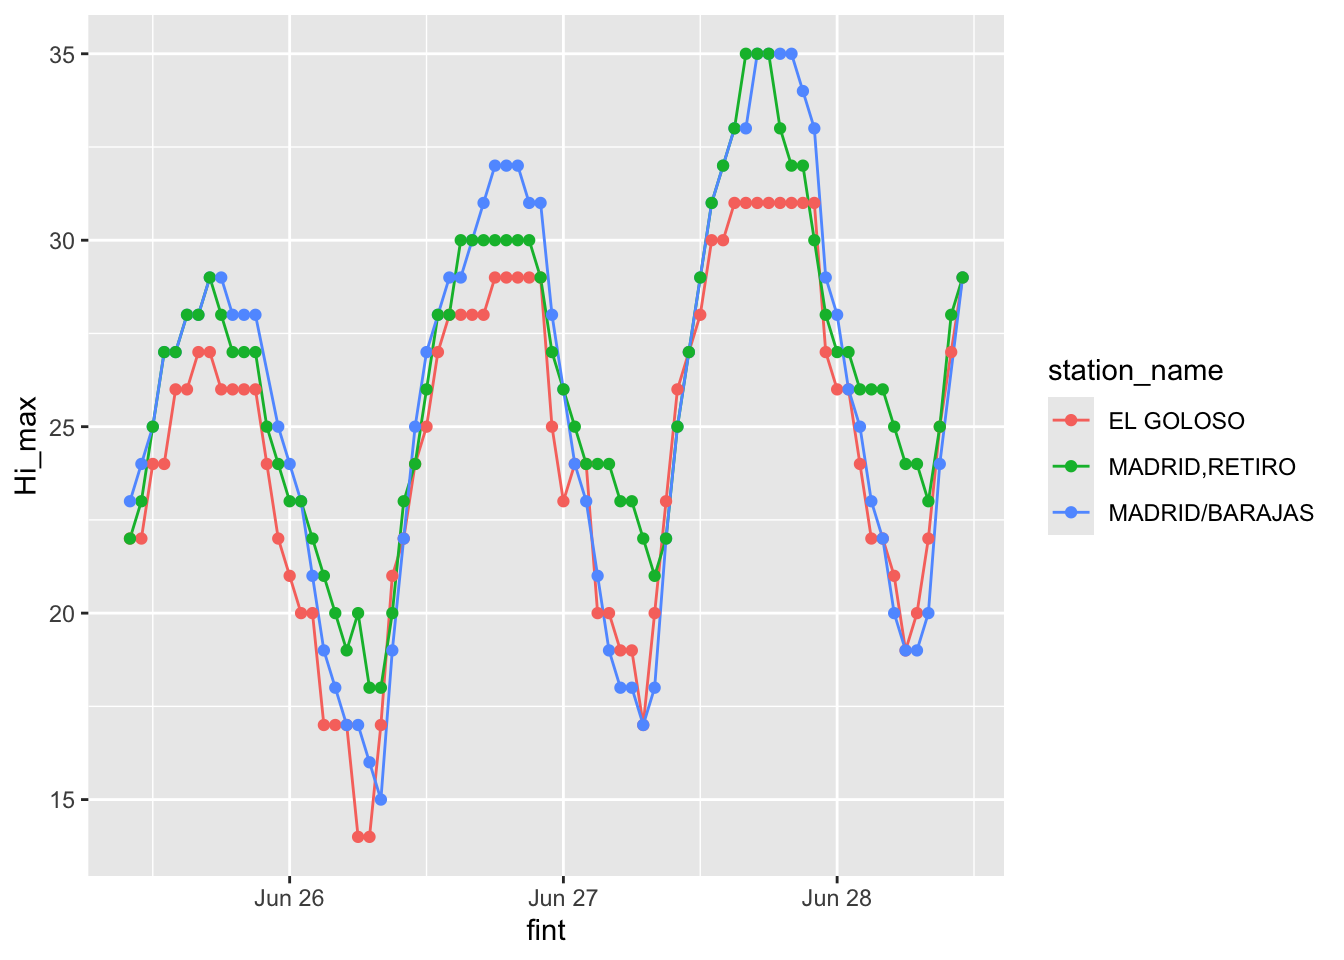 Hi_max
35
30
25
20
15
Jun 26
Jun 27
Jun 28
fint
station_name
EL GOLOSO
MADRID,RETIRO
MADRID/BARAJAS